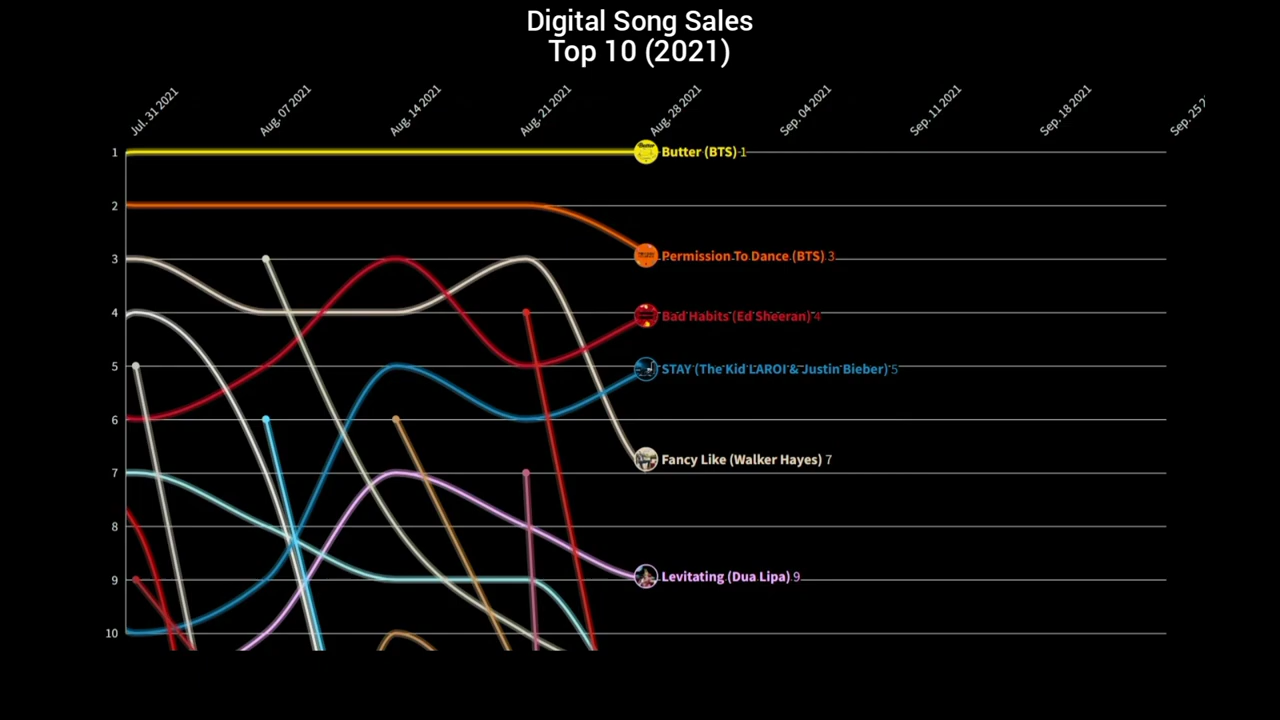 Digital Song Sales
Top 10 (2021)
Jul. 31 2021
Aug. 07 2021
Aug. 14 2021
Aug. 21 2021
Aug. 28 2021
Sep. 04 2021
Sep. 11 2021
Sep. 18 2021
Sep. 25
1
Butter (BTS) 1
2
3
Permission To Dance (BTS) 3
4
Bad Habits (Ed Sheeran) 4
5
STAY (The Kid LAROI & Justin Bieber) 5
6
7
Fancy Like (Walker Hayes) 7
8
9
Levitating (Dua Lipa) 9
10